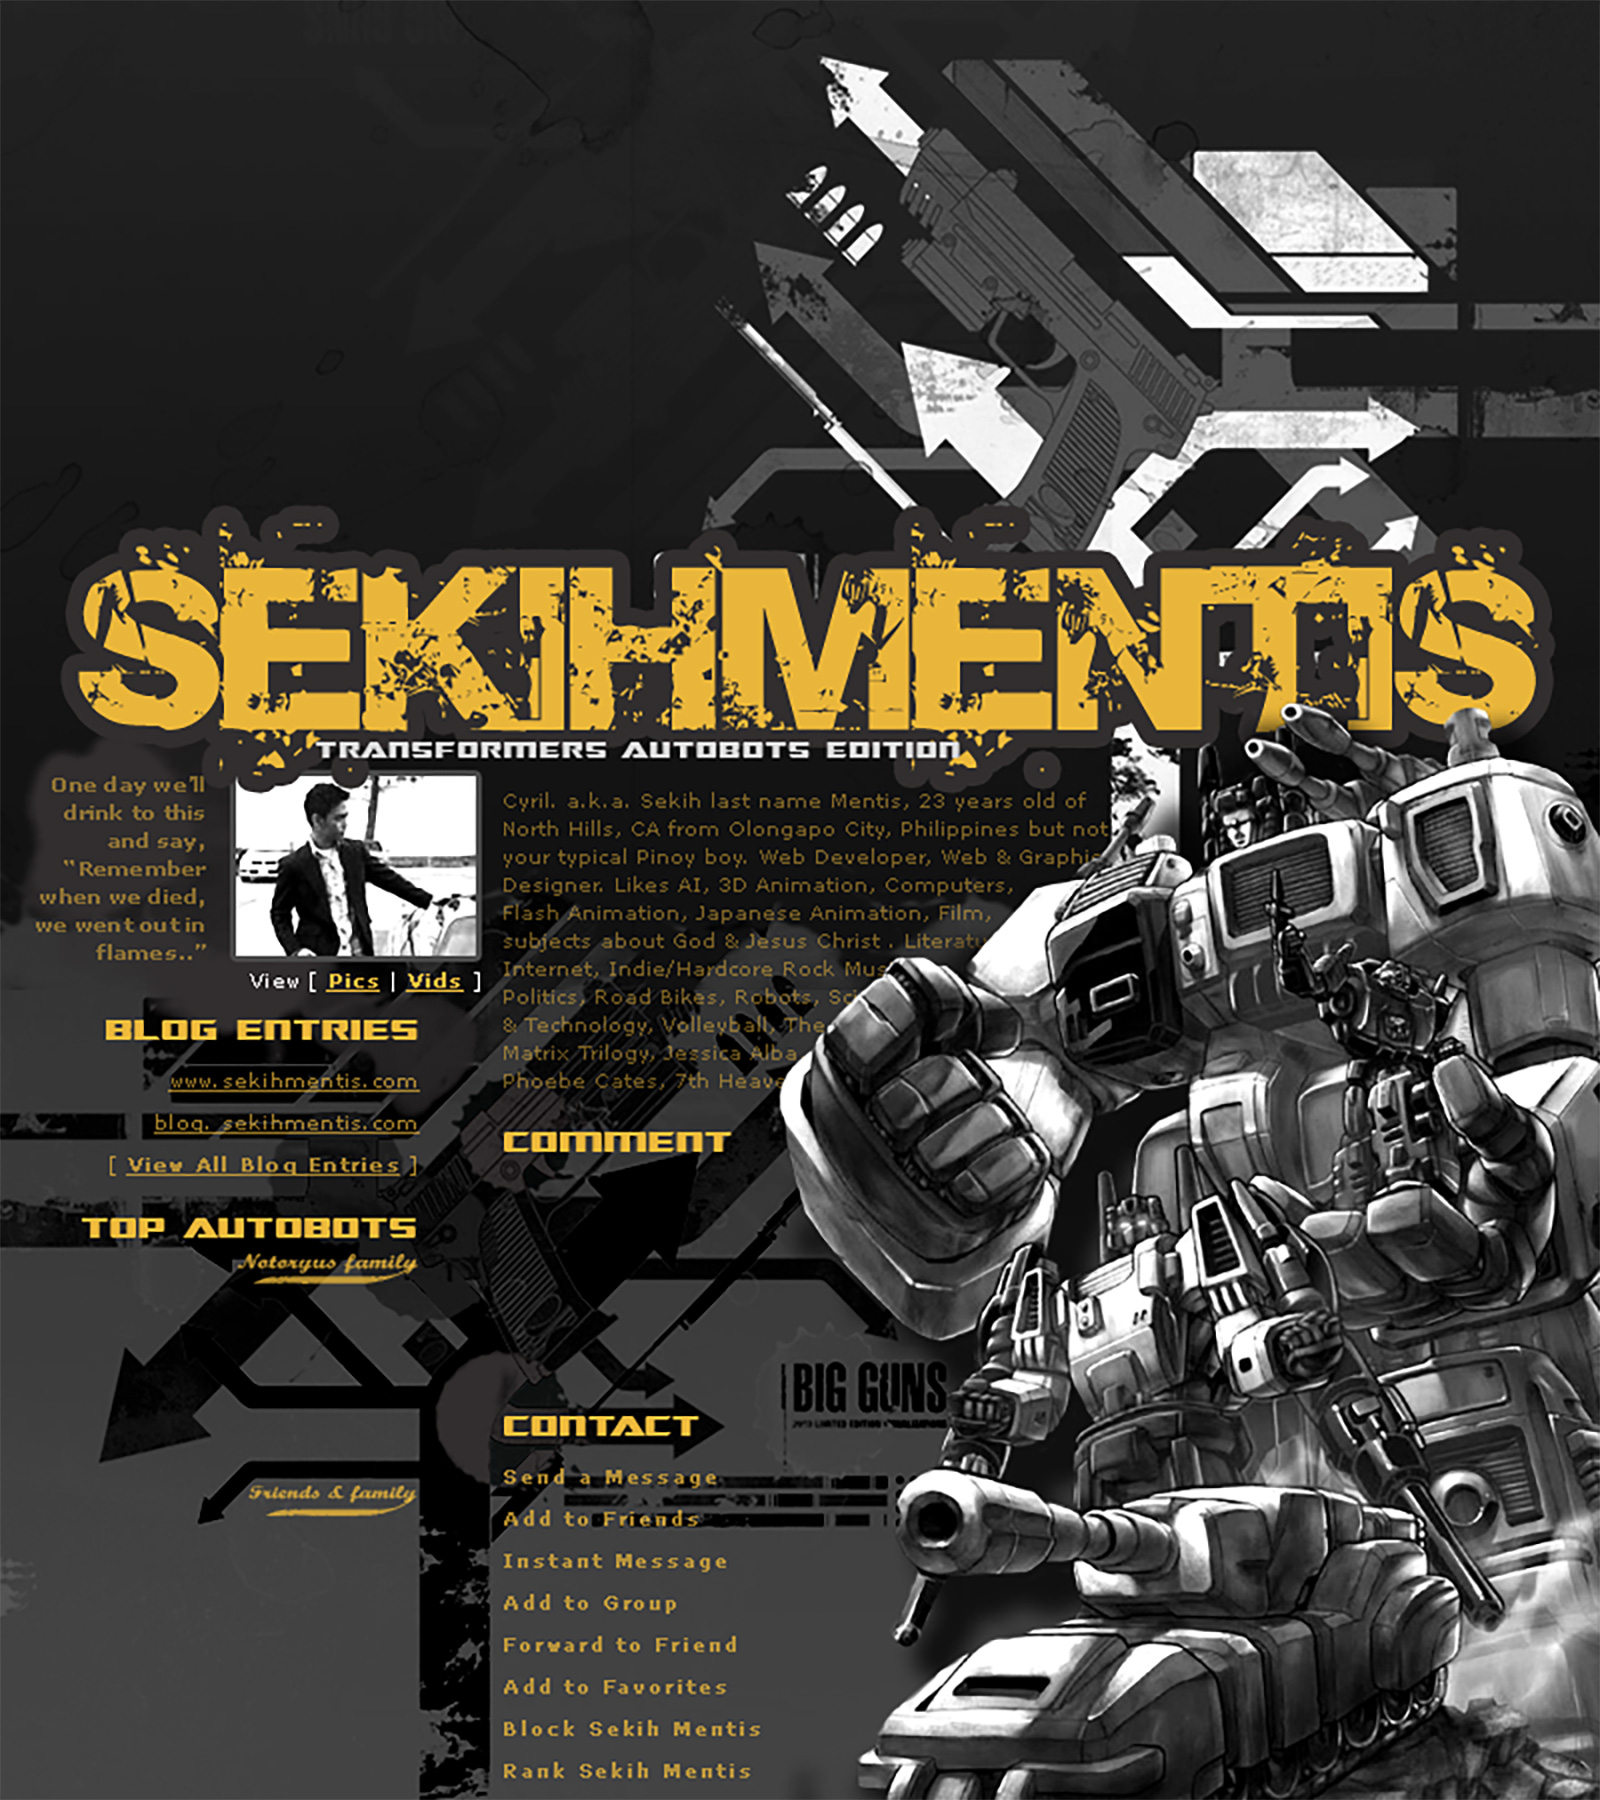 SEKIHMENTIS
TRANSFORMERS AUTOBOTS EDITION
One day we'll
drink to this
and say,
"Remember
when we died,
we went out in
flames.."
View [ Pics | Vids ]
BLOG ENTRIES
www.sekihmentis.com
blog. sekihmentis.com
[ View All Blog Entries ]
TOP AUTOBOTS
Notoryus family
Friends & family
Cyril. a.k.a. Sekih last name Mentis, 23 years old of
North Hills, CA from Olongapo City, Philippines but not
your typical Pinoy boy. Web Developer, Web & Graphic
Designer. Likes AI, 3D Animation, Computers,
Flash Animation, Japanese Animation, Film,
subjects about God & Jesus Christ . Literatu
Internet, Indie/Hardcore Rock Mus
Politics, Road Bikes, Robots, Sci
& Technology, Volleyball, The
Matrix Trilogy, Jessica Alba
Phoebe Cates, 7th Heave
COMMENT
BIG GUNS
CONTACT
Send a Message
Add to Friends
Instant Message
Add to Group
Forward to Friend
Add to Favorites
Block Sekih Mentis
Rank Sekih Mentis